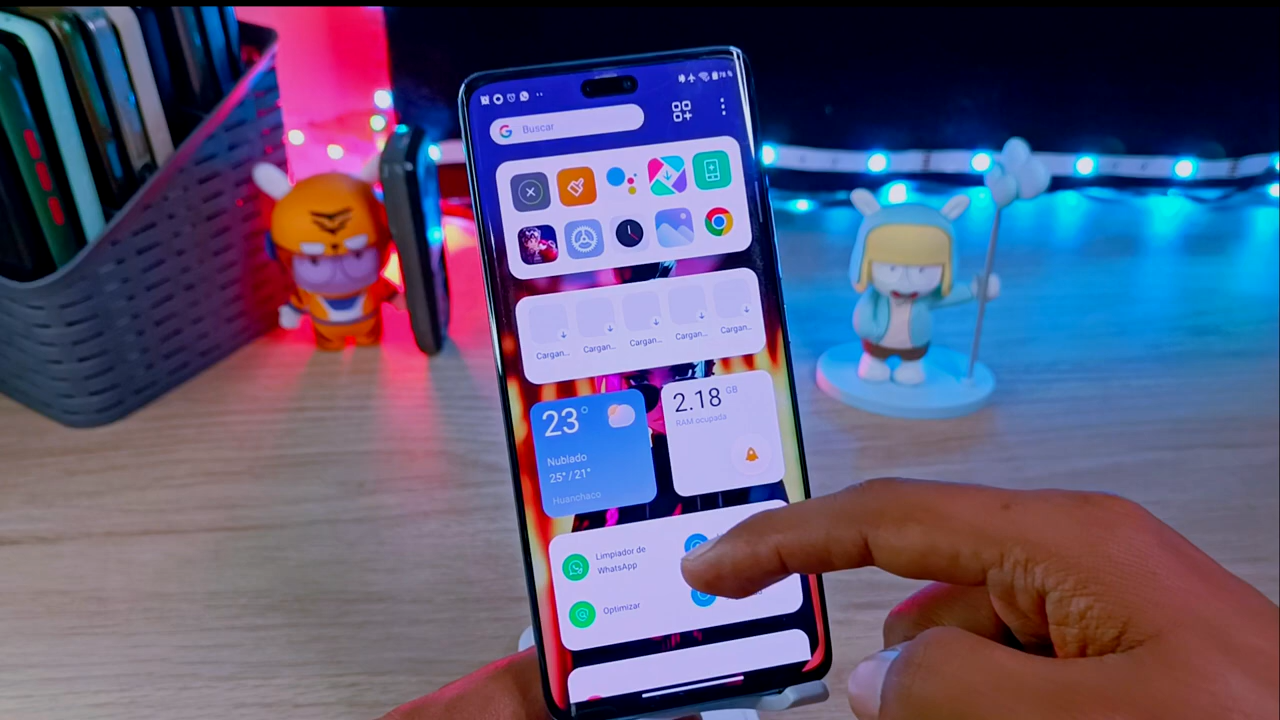 78 %
Buscar
Cargan...
Cargan...
Cargan...
Cargan...
Cargan...
23°
Nublado
25° / 21°
Huanchaco
2.18 GB
RAM ocupada
Limpiador de
WhatsApp
Optimizar